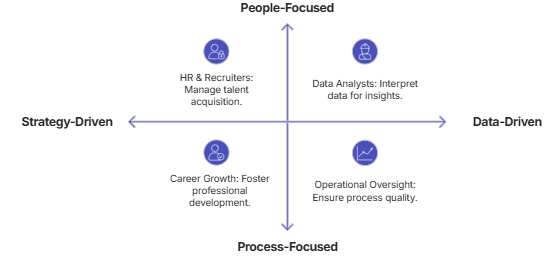 People-Focused
HR & Recruiters:
Manage talent
acquisition.
Data Analysts: Interpret
data for insights.
Strategy-Driven
Data-Driven
Career Growth: Foster
professional
development.
Operational Oversight:
Ensure process quality.
Process-Focused